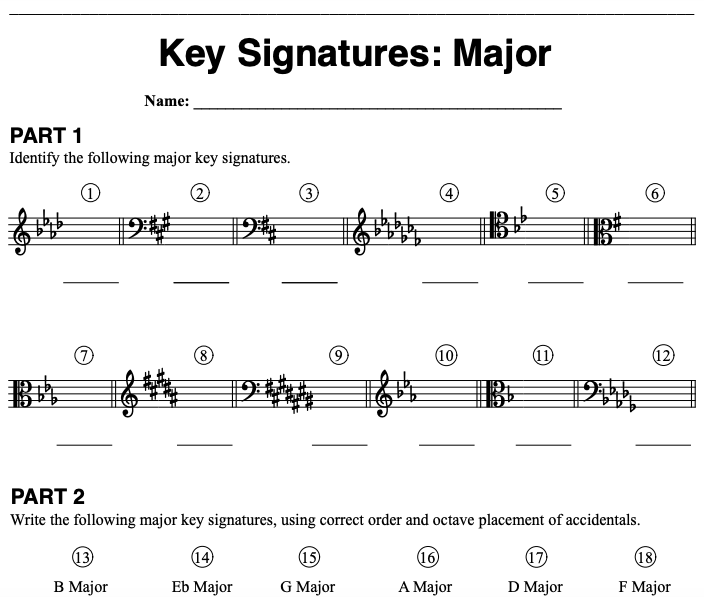 Key Signatures: Major
Name: ______________________________________________
PART 1
Identify the following major key signatures.
① ② ③ ④ ⑤ ⑥
⑦ ⑧ ⑨ ⑩ ⑪ ⑫
PART 2
Write the following major key signatures, using correct order and octave placement of accidentals.
⑬ ⑭ ⑮ ⑯ ⑰ ⑱
B Major Eb Major G Major A Major D Major F Major